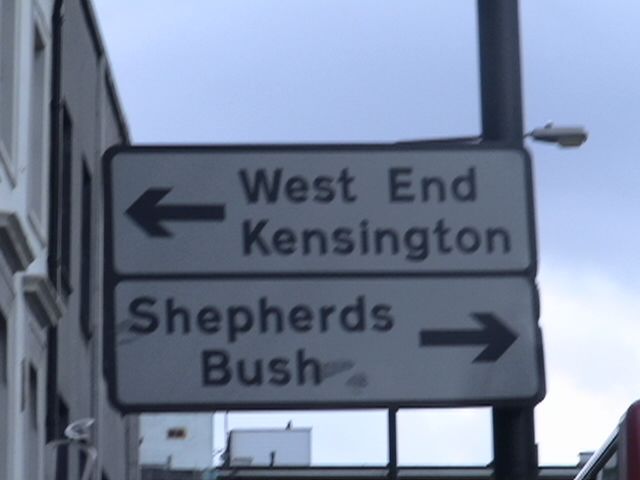 West End
Kensington
Shepherds
Bush